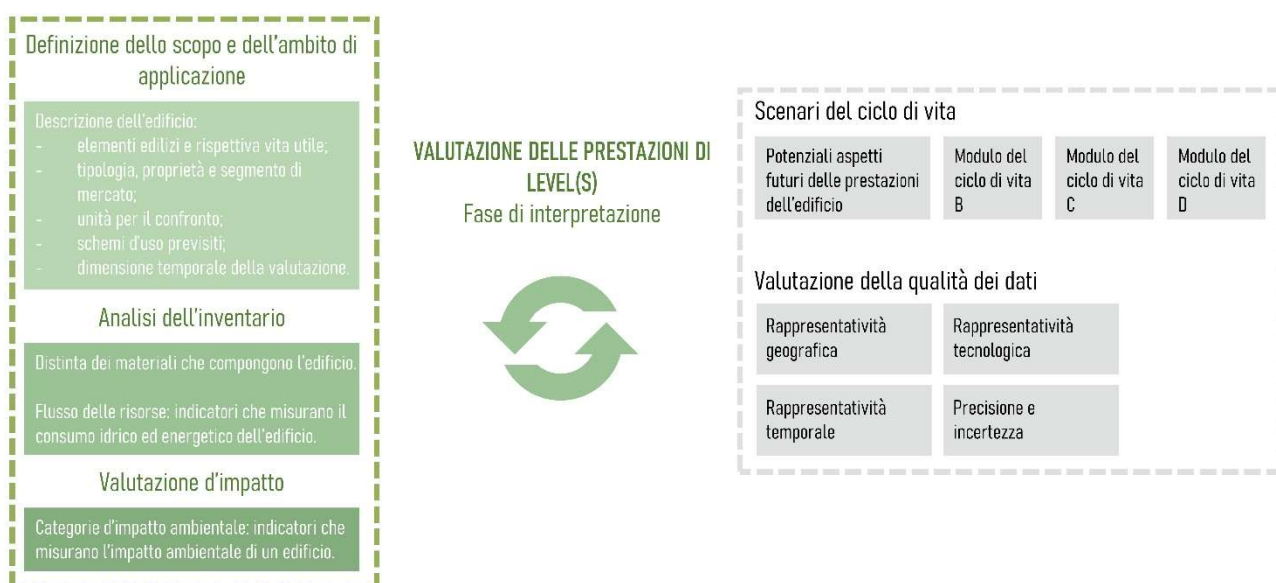 Definizione dello scopo e dell'ambito di
applicazione
Descrizione dell'edificio:
- elementi edilizi e rispettiva vita utile;
- tipologia, proprietà e segmento di
mercato;
- unità per il confronto;
- schemi d'uso previsiti;
- dimensione temporale della valutazione.
Analisi dell'inventario
Distinta dei materiali che compongono l'edificio.
Flusso delle risorse: indicatori che misurano il
consumo idrico ed energetico dell'edificio.
Valutazione d'impatto
Categorie d'impatto ambientale: indicatori che
misurano l'impatto ambientale di un edificio.
VALUTAZIONE DELLE PRESTAZIONI DI
LEVEL(S)
Fase di interpretazione
Scenari del ciclo di vita
Potenziali aspetti
futuri delle prestazioni
dell'edificio
Modulo del
ciclo di vita
B
Modulo del
ciclo di vita
C
Modulo del
ciclo di vita
D
Valutazione della qualità dei dati
Rappresentatività
geografica
Rappresentatività
tecnologica
Rappresentatività
temporale
Precisione e
incertezza